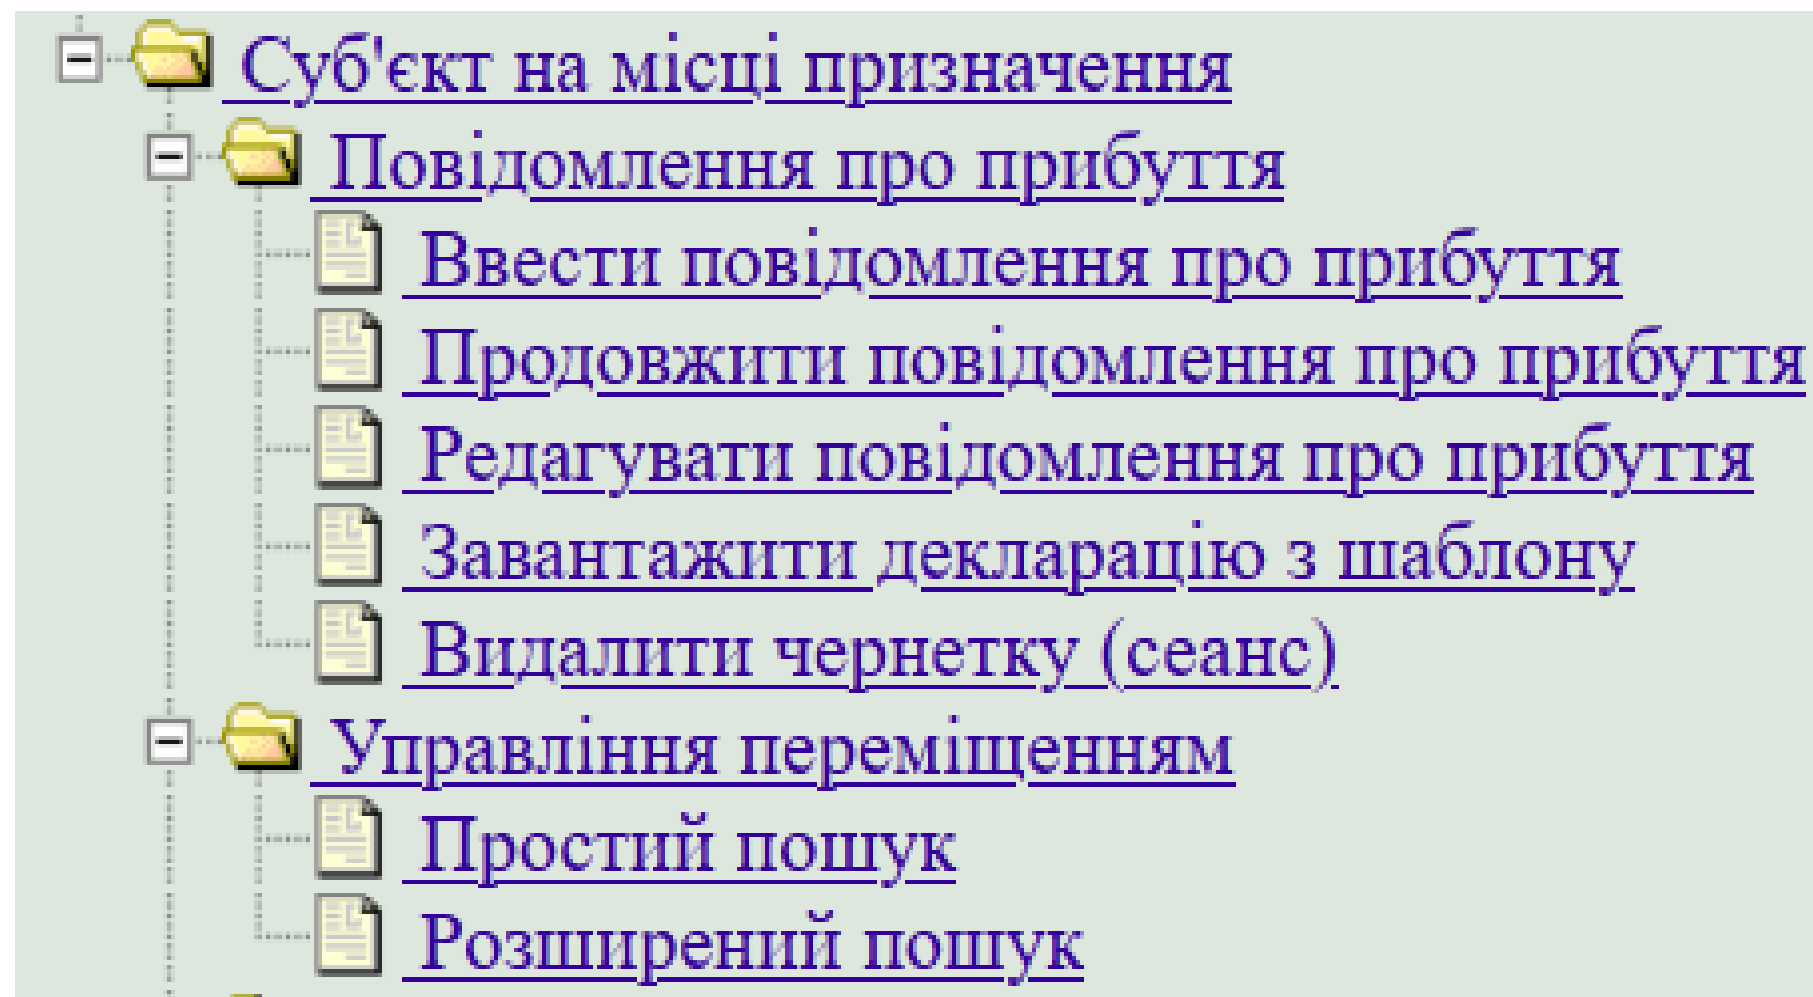 Суб'єкт на місці призначення
Повідомлення про прибуття
Ввести повідомлення про прибуття
Продовжити повідомлення про прибуття
Редагувати повідомлення про прибуття
Завантажити декларацію з шаблону
Видалити чернетку (сеанс)
Управління переміщенням
Простий пошук
Розширений пошук